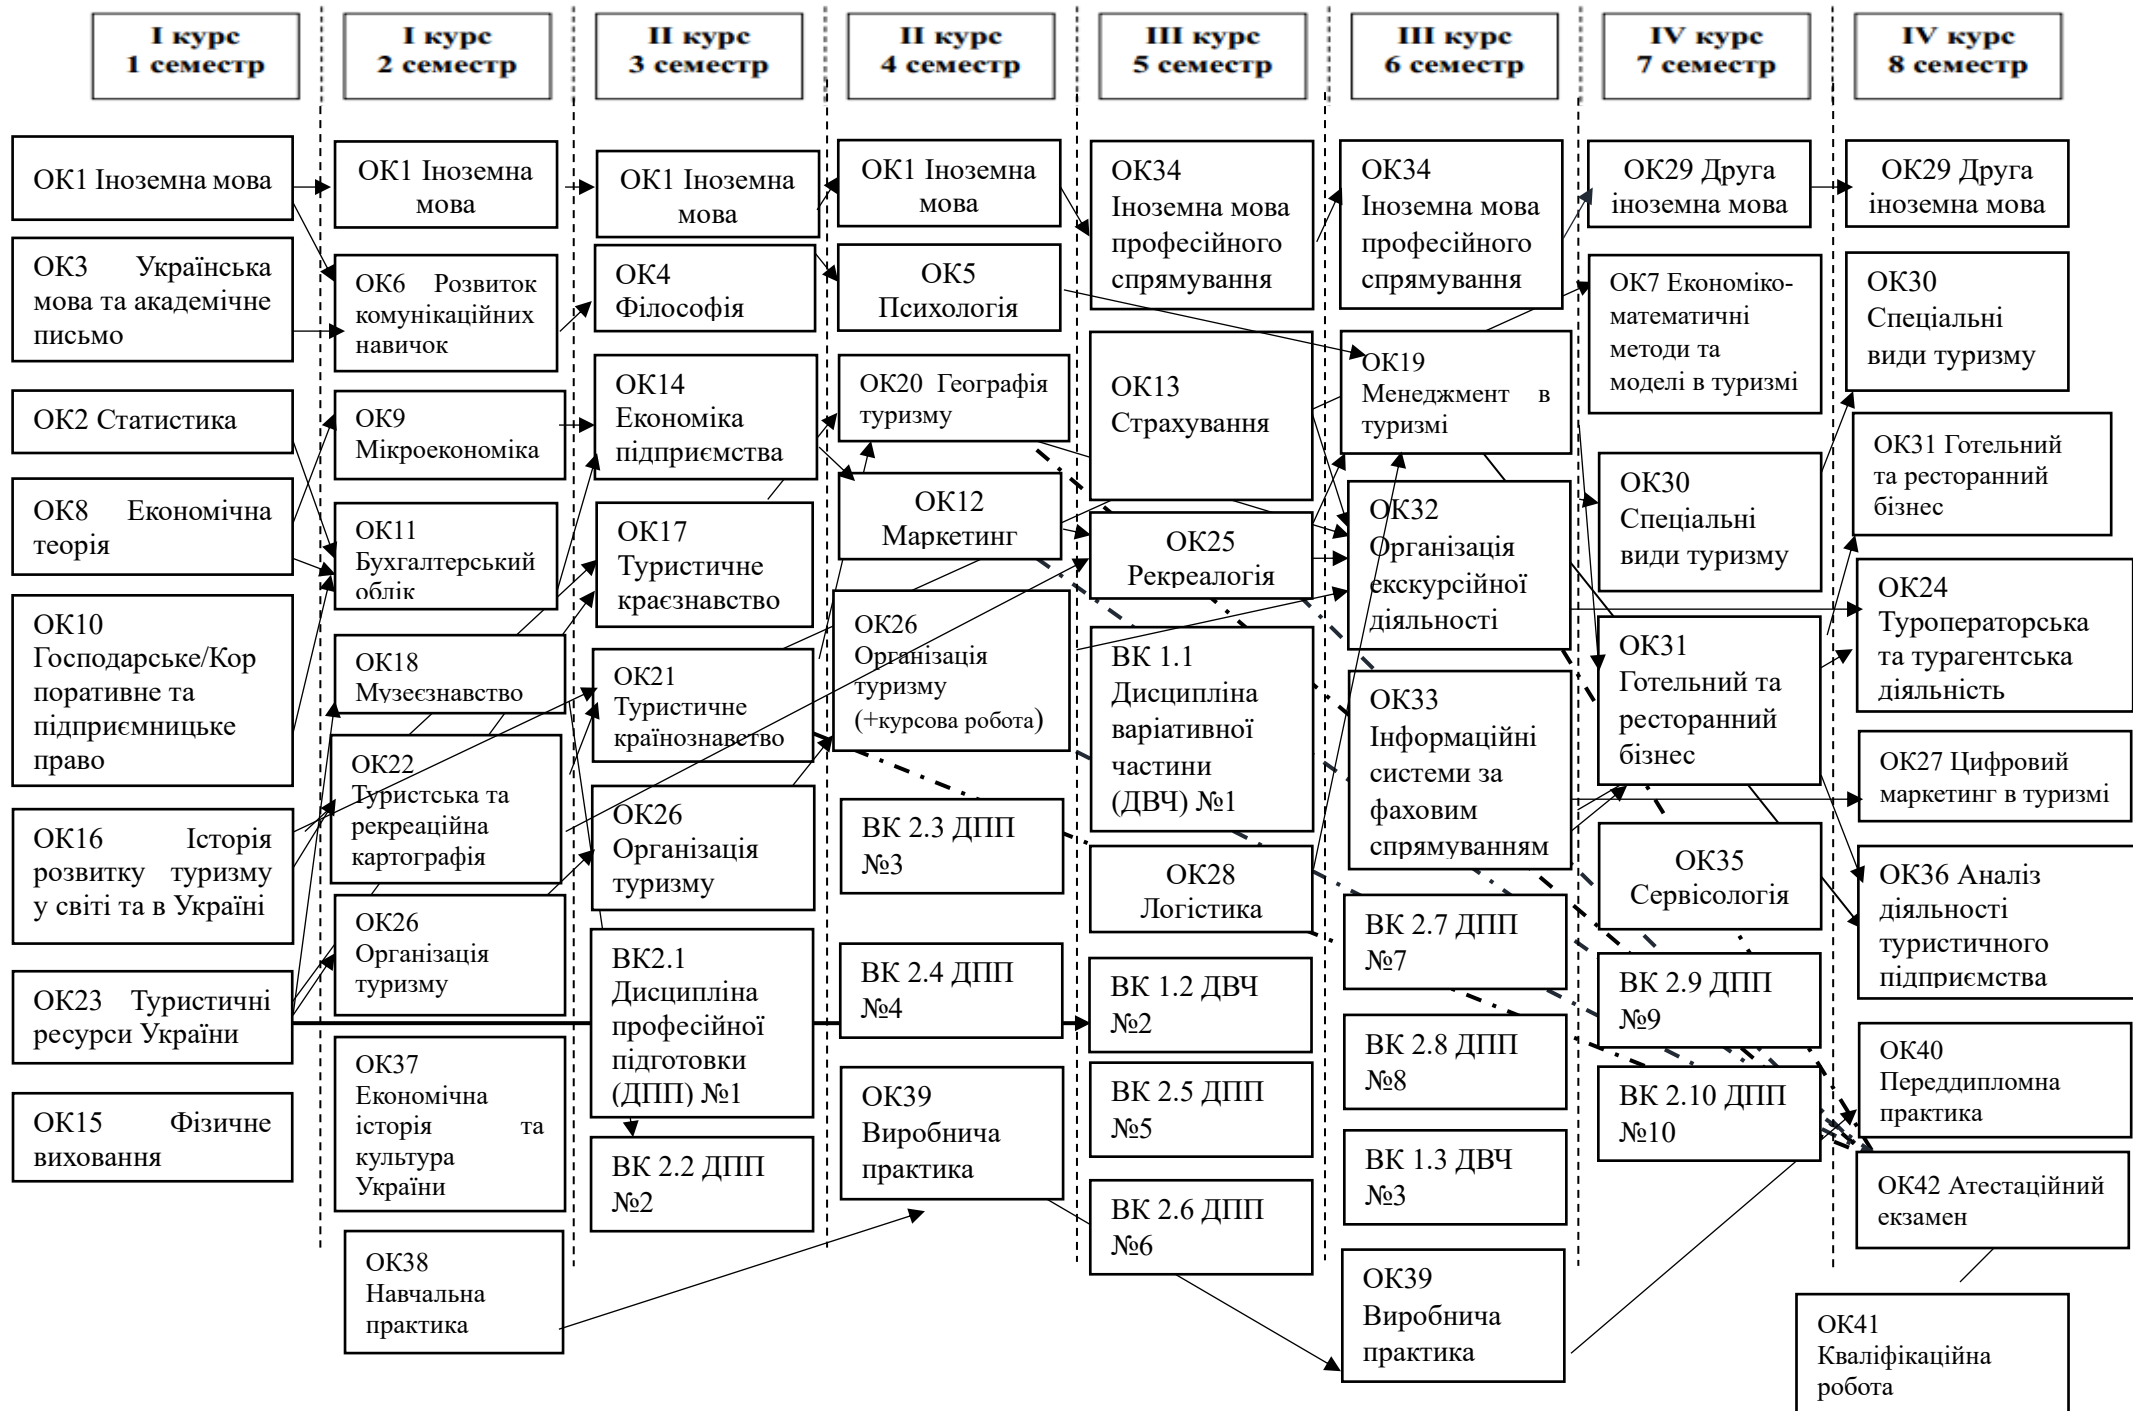 I курс
1 семестр
I курс
2 семестр
II курс
3 семестр
II курс
4 семестр
III курс
5 семестр
III курс
6 семестр
IV курс
7 семестр
IV курс
8 семестр
ОК1 Іноземна мова
ОК3 Українська
мова та академічне
письмо
ОК2 Статистика
ОК8 Економічна
теорія
ОК10
Господарське/Кор
поративне та
підприємницьке
право
ОК16 Історія
розвитку туризму
у світі та в Україні
ОК23 Туристичні
ресурси України
ОК15 Фізичне
виховання
ОК1 Іноземна
мова
ОК6 Розвиток
комунікаційних
навичок
ОК9
Мікроекономіка
ОК11
Бухгалтерський
облік
ОК18
Музеєзнавство
ОК22
Туристська та
рекреаційна
картографія
ОК26
Організація
туризму
ОК37
Економічна
історія та
культура
України
ОК38
Навчальна
практика
ОК1 Іноземна
мова
ОК4
Філософія
ОК14
Економіка
підприємства
ОК17
Туристичне
краєзнавство
ОК21
Туристичне
країнознавство
ОК26
Організація
туризму
ВК2.1
Дисципліна
професійної
підготовки
(ДПП) №1
ВК 2.2 ДПП
№2
ОК1 Іноземна
мова
ОК5
Психологія
ОК20 Географія
туризму
ОК12
Маркетинг
ОК26
Організація
туризму
(+курсова робота)
ВК 2.3 ДПП
№3
ВК 2.4 ДПП
№4
ОК39
Виробнича
практика
ОК34
Іноземна мова
професійного
спрямування
ОК13
Страхування
ОК25
Рекреалогія
ВК 1.1
Дисципліна
варіативної
частини
(ДВЧ) №1
ОК28
Логістика
ВК 1.2 ДВЧ
№2
ВК 2.5 ДПП
№5
ВК 2.6 ДПП
№6
ОК34
Іноземна мова
професійного
спрямування
ОК19
Менеджмент в
туризмі
ОК32
Організація
екскурсійної
діяльності
ОК33
Інформаційні
системи за
фаховим
спрямуванням
ВК 2.7 ДПП
№7
ВК 2.8 ДПП
№8
ВК 1.3 ДВЧ
№3
ОК39
Виробнича
практика
ОК29 Друга
іноземна мова
ОК7 Економіко-
математичні
методи та
моделі в туризмі
ОК30
Спеціальні
види туризму
ОК31
Готельний та
ресторанний
бізнес
ОК35
Сервісологія
ВК 2.9 ДПП
№9
ВК 2.10 ДПП
№10
ОК29 Друга
іноземна мова
ОК30
Спеціальні
види туризму
ОК31 Готельний
та ресторанний
бізнес
ОК24
Туроператорська
та турагентська
діяльність
ОК27 Цифровий
маркетинг в туризмі
ОК36 Аналіз
діяльності
туристичного
підприємства
ОК40
Переддипломна
практика
ОК42 Атестаційний
екзамен
ОК41
Кваліфікаційна
робота